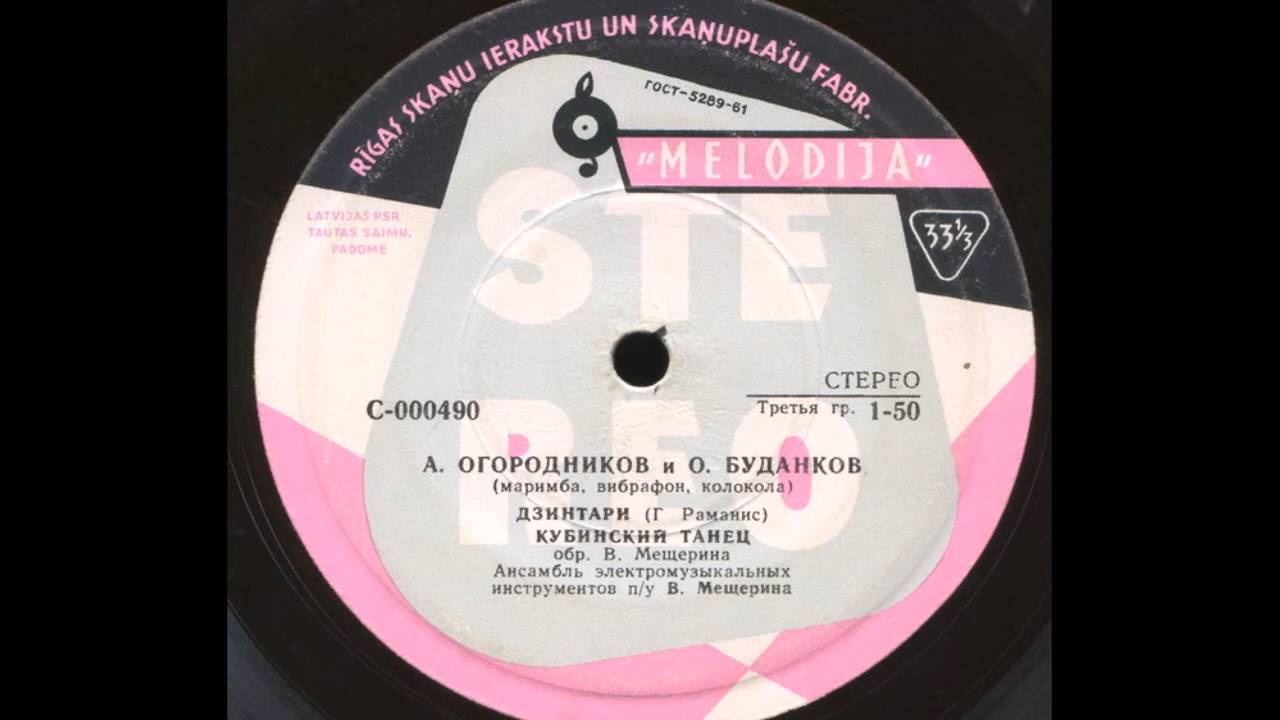 RĪGAS SKAŅU IERAKSTU UN SKAŅUPLAŠU FABR.
ГОСТ-5289-61
"MELODIJA"
LATVIJAS PSR
TAUTAS SAIMN.
PADOME
33⅓
STE
REO
СТЕРЕО
С-000490
Третья гр. 1-50
А. ОГОРОДНИКОВ и О. БУДАНКОВ
(маримба, вибрафон, колокола)
ДЗИНТАРИ (Г Раманис)
КУБИНСКИЙ ТАНЕЦ
обр. В. Мещерина
Ансамбль электромузыкальных
инструментов п/у В. Мещерина